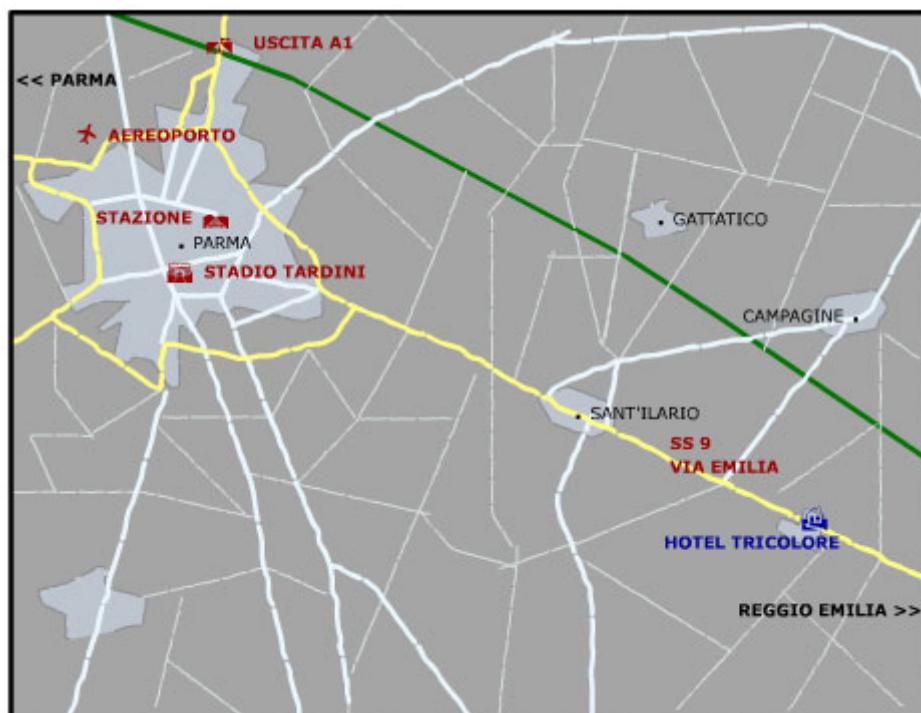 USCITA A1
<< PARMA
AEREOPORTO
STAZIONE
PARMA
GATTATICO
STADIO TARDINI
CAMPAGINE
SANT'ILARIO
SS 9
VIA EMILIA
HOTEL TRICOLORE
REGGIO EMILIA >>